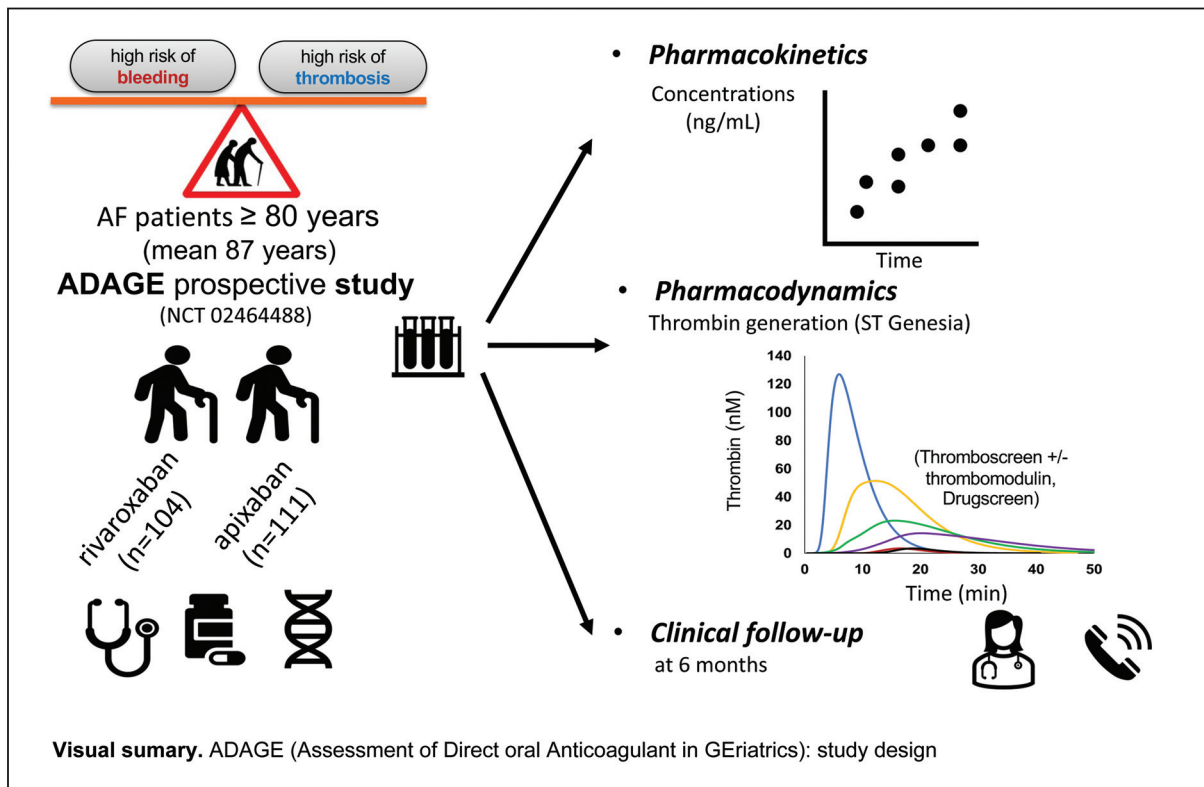 high risk of
bleeding
high risk of
thrombosis
AF patients ≥ 80 years
(mean 87 years)
ADAGE prospective study
(NCT 02464488)
rivaroxaban
(n=104)
apixaban
(n=111)
• Pharmacokinetics
Concentrations
(ng/mL)
Time
• Pharmacodynamics
Thrombin generation (ST Genesia)
Thrombin (nM)
140
120
100
80
60
40
20
0
(Thromboscreen +/-
thrombomodulin,
Drugscreen)
0 10 20 30 40 50
Time (min)
• Clinical follow-up
at 6 months
Visual sumary. ADAGE (Assessment of Direct oral Anticoagulant in GEriatrics): study design